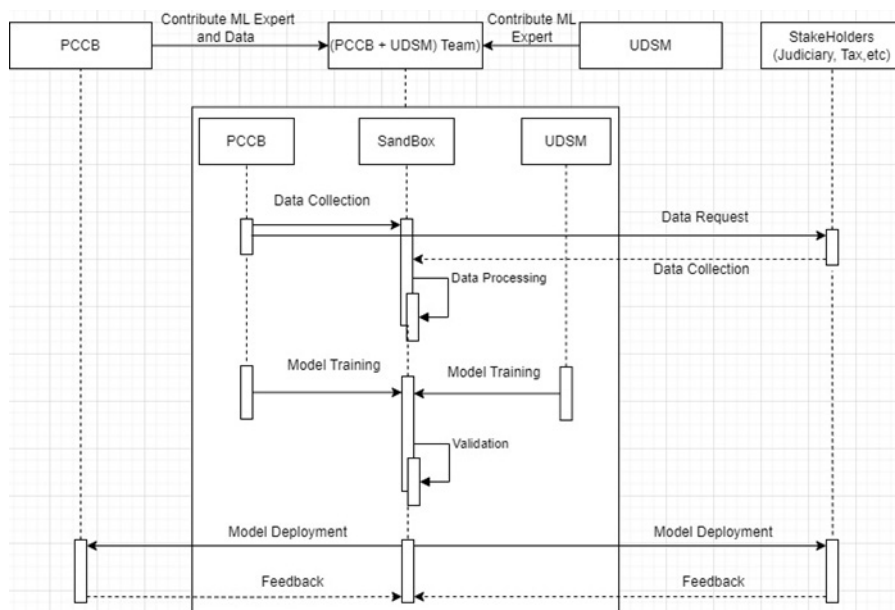 Contribute ML Expert
and Data
Contribute ML
Expert
PCCB
(PCCB + UDSM) Team)
UDSM
StakeHolders
(Judiciary, Tax,etc)
PCCB
SandBox
UDSM
Data Collection
Data Request
Data Collection
Data Processing
Model Training
Model Training
Validation
Model Deployment
Model Deployment
Feedback
Feedback